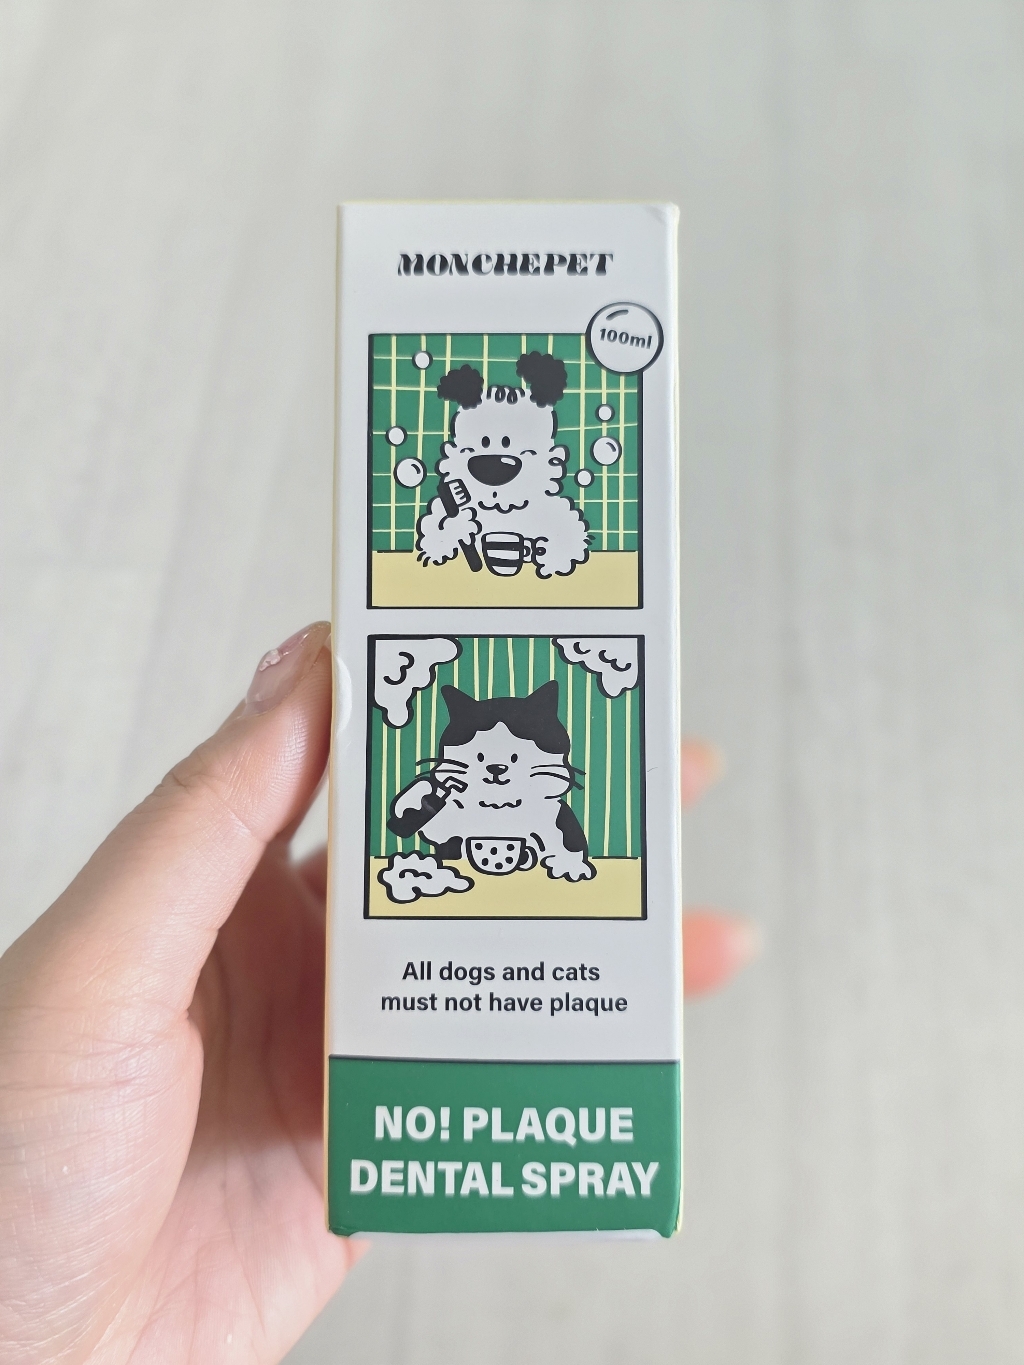 MONCHEPET
100ml
All dogs and cats
must not have plaque
NO! PLAQUE
DENTAL SPRAY